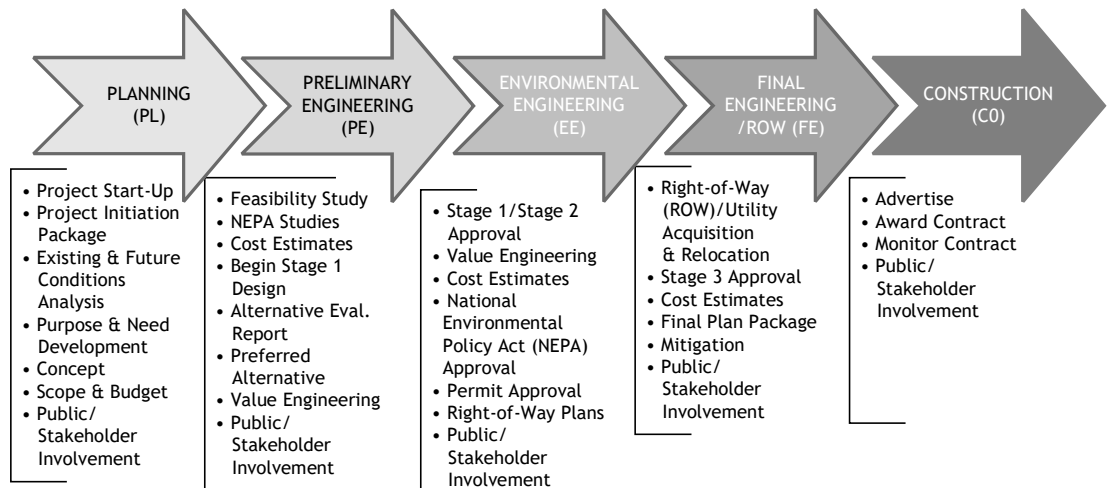 PLANNING
(PL)
PRELIMINARY
ENGINEERING
(PE)
ENVIRONMENTAL
ENGINEERING
(EE)
FINAL
ENGINEERING
/ROW (FE)
CONSTRUCTION
(C0)
• Project Start-Up
• Project Initiation
Package
• Existing & Future
Conditions
Analysis
• Purpose & Need
Development
• Concept
• Scope & Budget
• Public/
Stakeholder
Involvement
• Feasibility Study
• NEPA Studies
• Cost Estimates
• Begin Stage 1
Design
• Alternative Eval.
Report
• Preferred
Alternative
• Value Engineering
• Public/
Stakeholder
Involvement
• Stage 1/Stage 2
Approval
• Value Engineering
• Cost Estimates
• National
Environmental
Policy Act (NEPA)
Approval
• Permit Approval
• Right-of-Way Plans
• Public/
Stakeholder
Involvement
• Right-of-Way
(ROW)/Utility
Acquisition
& Relocation
• Stage 3 Approval
• Cost Estimates
• Final Plan Package
• Mitigation
• Public/
Stakeholder
Involvement
• Advertise
• Award Contract
• Monitor Contract
• Public/
Stakeholder
Involvement